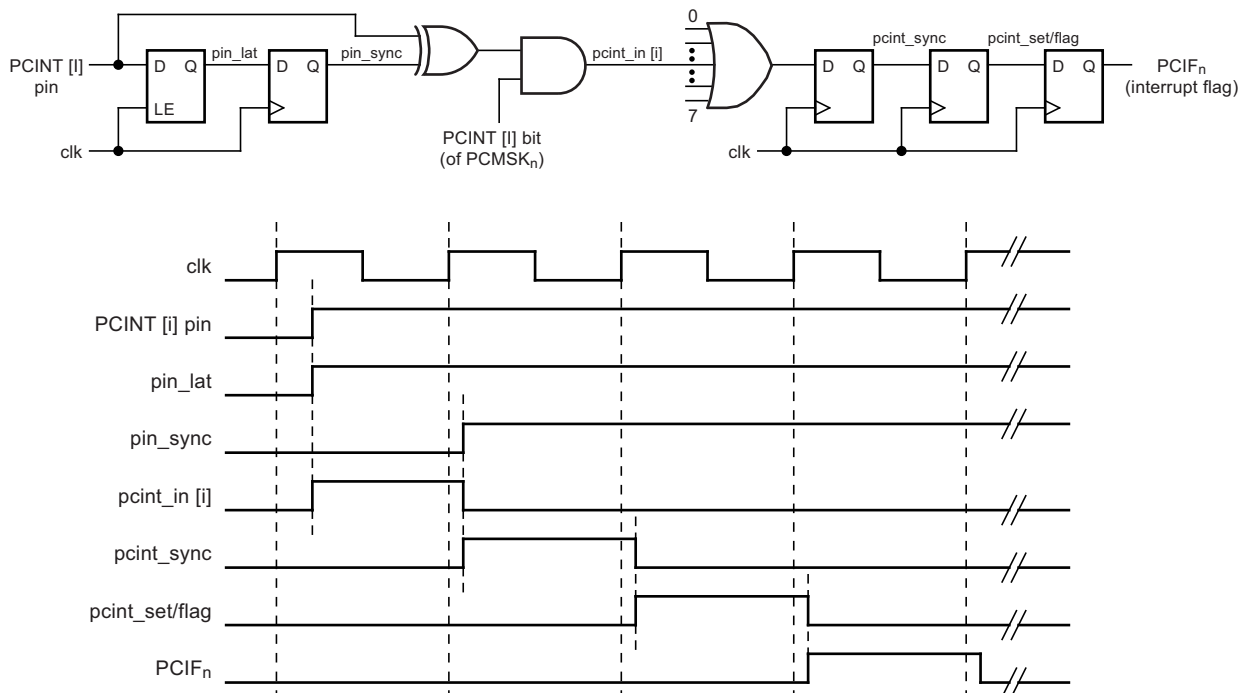 0
pin_lat
pin_sync
pcint_in [i]
pcint_sync
pcint_set/flag
PCINT [l]
pin
D Q
LE
D Q
D Q
D Q
D Q
PCIFn
(interrupt flag)
7
clk
PCINT [l] bit
(of PCMSKn)
clk
clk
PCINT [i] pin
pin_lat
pin_sync
pcint_in [i]
pcint_sync
pcint_set/flag
PCIFn